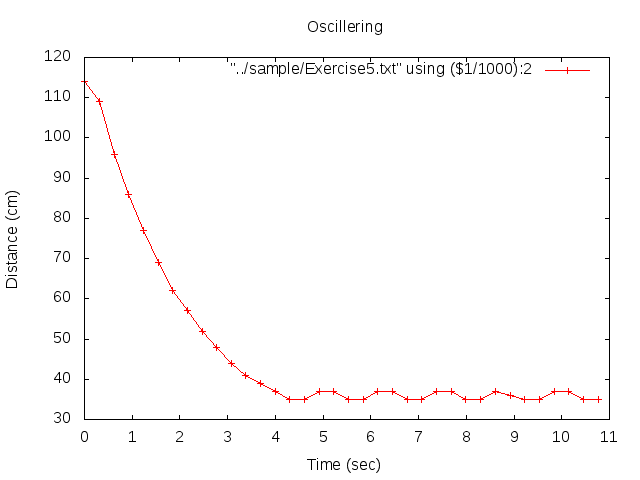 Oscillering
"../sample/Exercise5.txt" using ($1/1000):2
120
110
100
90
80
70
60
50
40
30
Distance (cm)
0 1 2 3 4 5 6 7 8 9 10 11
Time (sec)